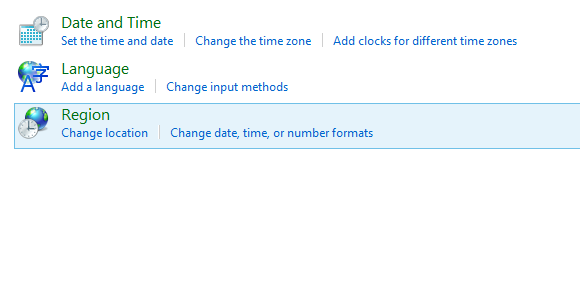 Date and Time
Set the time and date Change the time zone Add clocks for different time zones
Language
Add a language Change input methods
Region
Change location Change date, time, or number formats